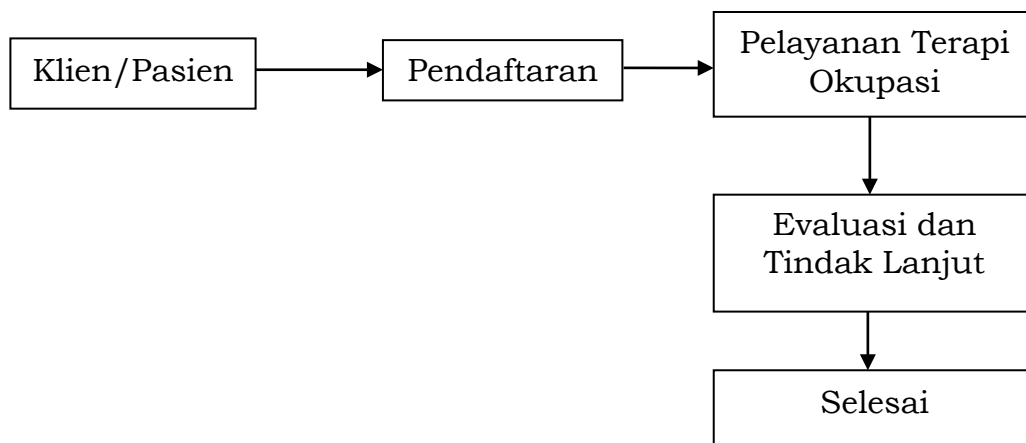 Klien/Pasien
Pendaftaran
Pelayanan Terapi
Okupasi
Evaluasi dan
Tindak Lanjut
Selesai